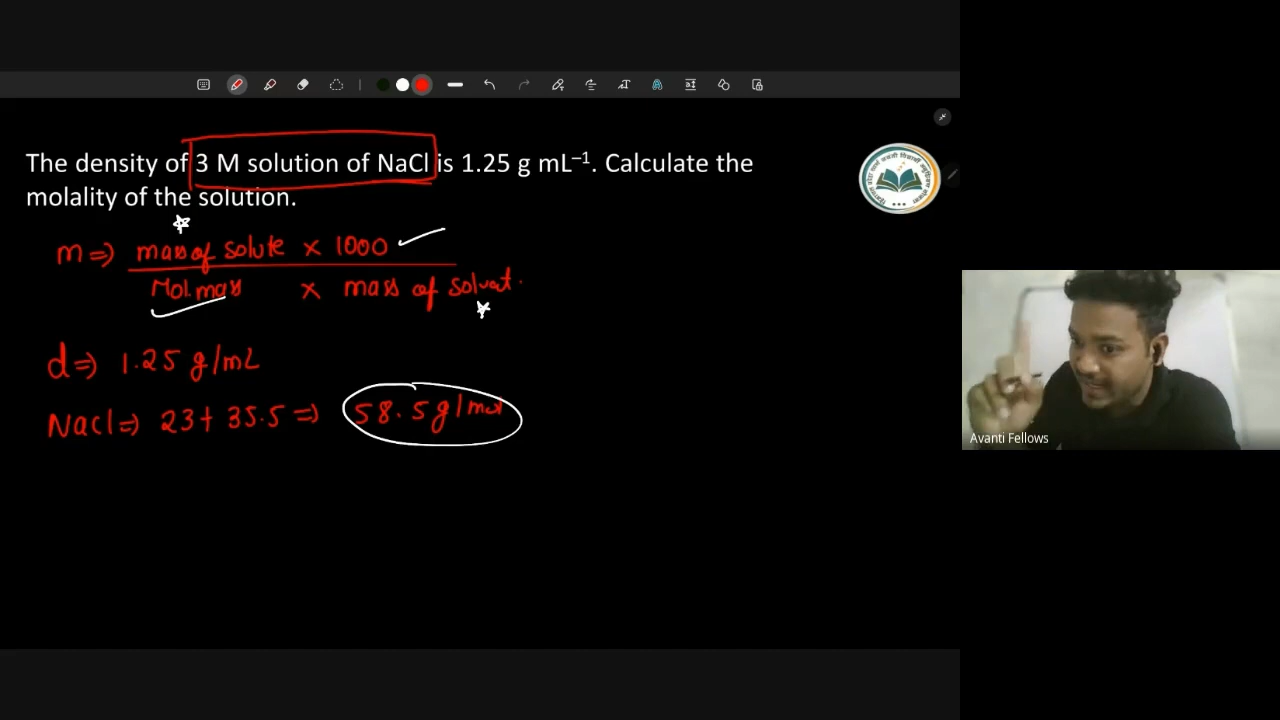 The density of 3 M solution of NaCl is 1.25 g mL⁻¹. Calculate the
molality of the solution.
m ⇒ mass of solute × 1000
Mol. mass × mass of solvent.
d ⇒ 1.25 g/mL
NaCl ⇒ 23 + 35.5 ⇒ 58.5 g/mol
Avanti Fellows